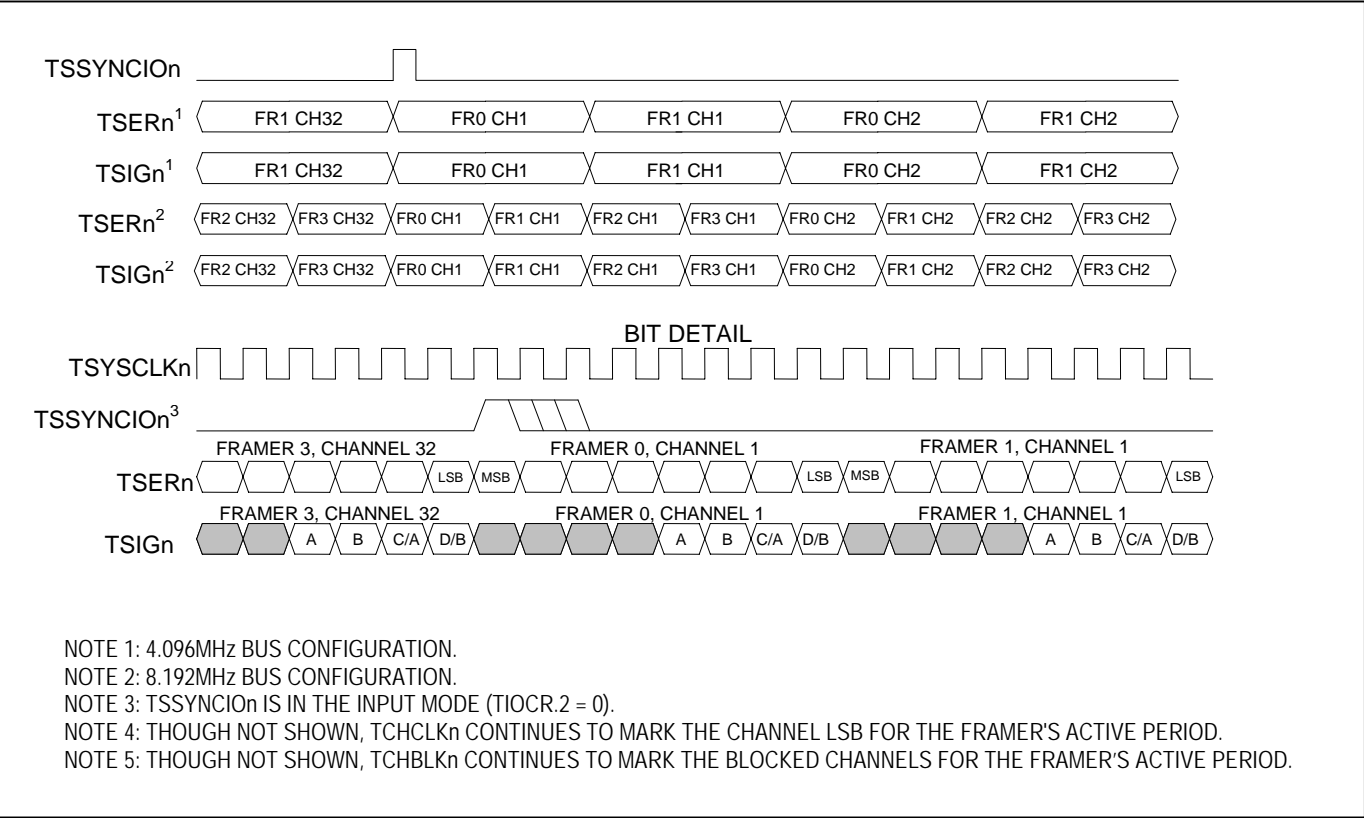 TSSYNCIOn
TSERn1 FR1 CH32 FR0 CH1 FR1 CH1 FR0 CH2 FR1 CH2
TSIGn1 FR1 CH32 FR0 CH1 FR1 CH1 FR0 CH2 FR1 CH2
TSERn2 FR2 CH32 FR3 CH32 FR0 CH1 FR1 CH1 FR2 CH1 FR3 CH1 FR0 CH2 FR1 CH2 FR2 CH2 FR3 CH2
TSIGn2 FR2 CH32 FR3 CH32 FR0 CH1 FR1 CH1 FR2 CH1 FR3 CH1 FR0 CH2 FR1 CH2 FR2 CH2 FR3 CH2
BIT DETAIL
TSYSCLKn
TSSYNCIOn3
FRAMER 3, CHANNEL 32 FRAMER 0, CHANNEL 1 FRAMER 1, CHANNEL 1
TSERn LSB MSB LSB MSB LSB
FRAMER 3, CHANNEL 32 FRAMER 0, CHANNEL 1 FRAMER 1, CHANNEL 1
TSIGn A B C/A D/B A B C/A D/B A B C/A D/B
NOTE 1: 4.096MHz BUS CONFIGURATION.
NOTE 2: 8.192MHz BUS CONFIGURATION.
NOTE 3: TSSYNCIOn IS IN THE INPUT MODE (TIOCR.2 = 0).
NOTE 4: THOUGH NOT SHOWN, TCHCLKn CONTINUES TO MARK THE CHANNEL LSB FOR THE FRAMER'S ACTIVE PERIOD.
NOTE 5: THOUGH NOT SHOWN, TCHBLKn CONTINUES TO MARK THE BLOCKED CHANNELS FOR THE FRAMER’S ACTIVE PERIOD.